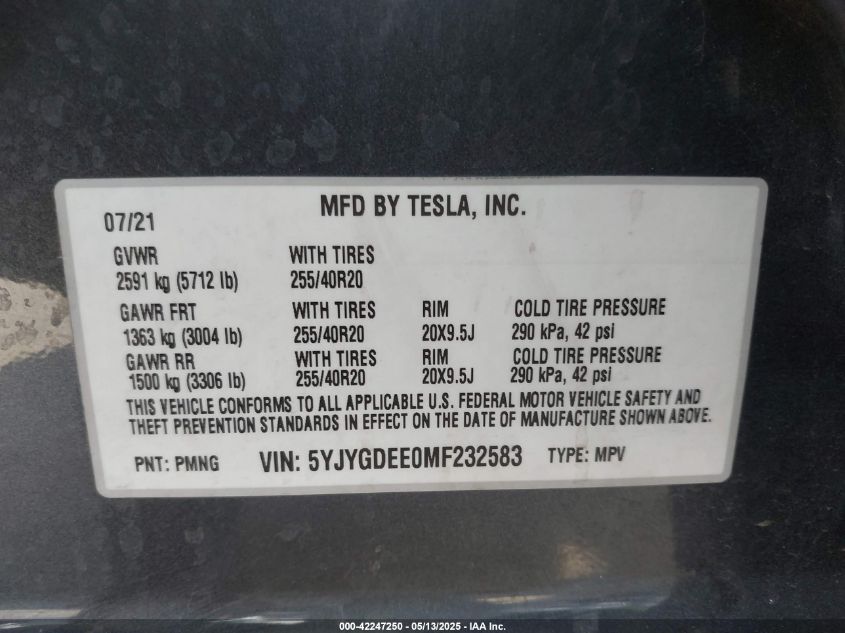 07/21 MFD BY TESLA, INC.
GVWR WITH TIRES
2591 kg (5712 lb) 255/40R20
GAWR FRT WITH TIRES RIM COLD TIRE PRESSURE
1363 kg (3004 lb) 255/40R20 20X9.5J 290 kPa, 42 psi
GAWR RR WITH TIRES RIM COLD TIRE PRESSURE
1500 kg (3306 lb) 255/40R20 20X9.5J 290 kPa, 42 psi
THIS VEHICLE CONFORMS TO ALL APPLICABLE U.S. FEDERAL MOTOR VEHICLE SAFETY AND
THEFT PREVENTION STANDARDS IN EFFECT ON THE DATE OF MANUFACTURE SHOWN ABOVE.
PNT: PMNG VIN: 5YJYGDEE0MF232583 TYPE: MPV
000-42247250 - 05/13/2025 - IAA Inc.